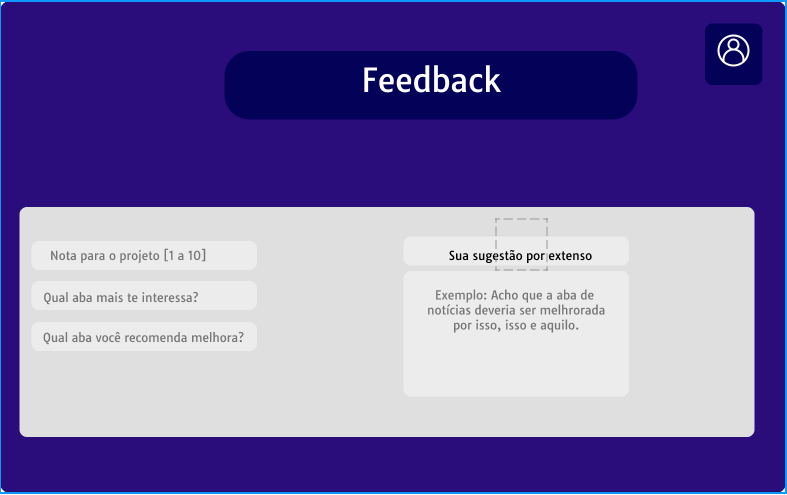 Feedback
Nota para o projeto [1 a 10]
Qual aba mais te interessa?
Qual aba você recomenda melhora?
Sua sugestão por extenso
Exemplo: Acho que a aba de
notícias deveria ser melhrorada
por isso, isso e aquilo.